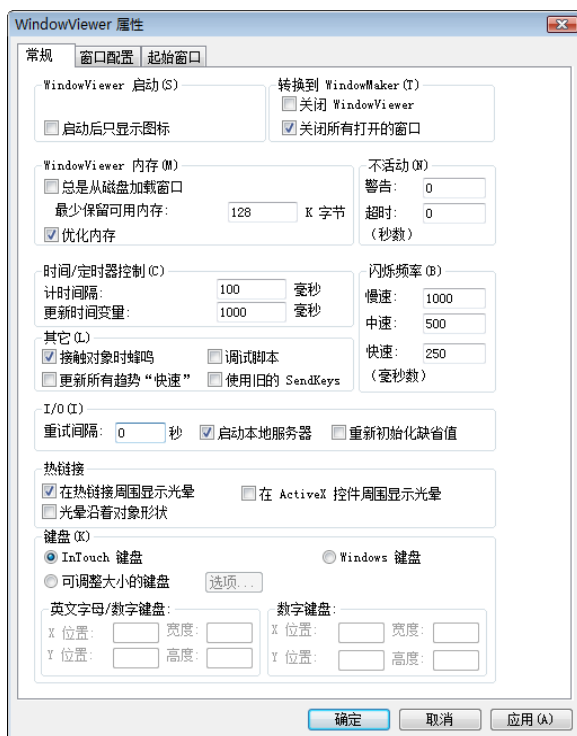 WindowViewer 属性
常规 窗口配置 起始窗口
WindowViewer 启动(S)
启动后只显示图标
转换到 WindowMaker(T)
关闭 WindowViewer
关闭所有打开的窗口
WindowViewer 内存(M)
总是从磁盘加载窗口
最少保留可用内存: 128 K 字节
优化内存
不活动(N)
警告: 0
超时: 0
(秒数)
时间/定时器控制(C)
计时间隔: 100 毫秒
更新时间变量: 1000 毫秒
闪烁频率(B)
慢速: 1000
中速: 500
快速: 250
(毫秒数)
其它(L)
接触对象时蜂鸣 调试脚本
更新所有趋势“快速” 使用旧的 SendKeys
I/O(I)
重试间隔: 0 秒 启动本地服务器 重新初始化缺省值
热链接
在热链接周围显示光晕 在 ActiveX 控件周围显示光晕
光晕沿着对象形状
键盘(K)
InTouch 键盘 Windows 键盘
可调整大小的键盘 选项...
英文字母/数字键盘:
X 位置: 宽度:
Y 位置: 高度:
数字键盘:
X 位置: 宽度:
Y 位置: 高度:
确定 取消 应用(A)